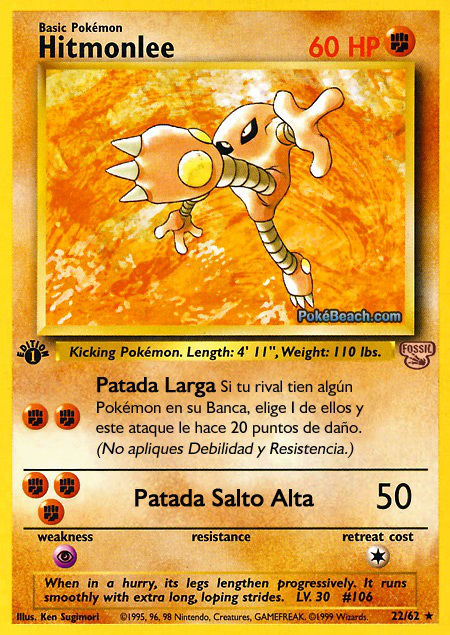 Basic Pokémon
Hitmonlee
60 HP
PokéBeach.com
EDITION
1
Kicking Pokémon. Length: 4' 11", Weight: 110 lbs.
FOSSIL
Patada Larga Si tu rival tien algún
Pokémon en su Banca, elige I de ellos y
este ataque le hace 20 puntos de daño.
(No apliques Debilidad y Resistencia.)
Patada Salto Alta 50
weakness resistance retreat cost
When in a hurry, its legs lengthen progressively. It runs
smoothly with extra long, loping strides. LV. 30 #106
Illus. Ken Sugimori ©1995, 96, 98 Nintendo, Creatures, GAMEFREAK. ©1999 Wizards. 22/62 ★